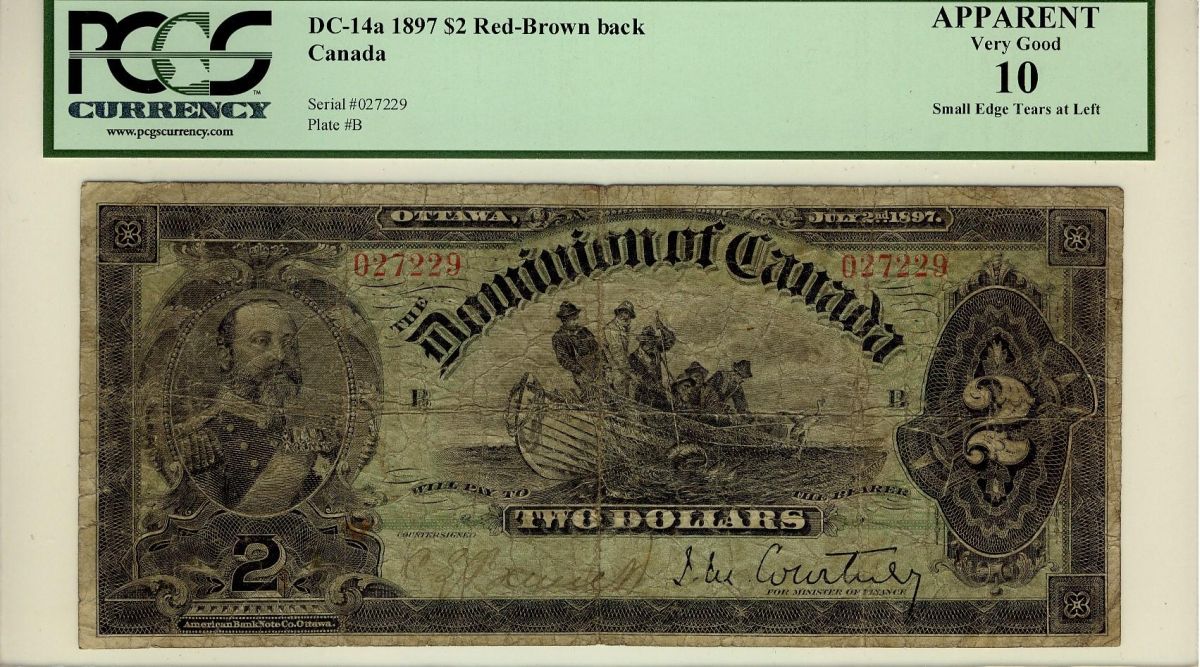 PCGS
TM
CURRENCY
www.pcgscurrency.com
DC-14a 1897 $2 Red-Brown back
Canada
Serial #027229
Plate #B
APPARENT
Very Good
10
Small Edge Tears at Left
OTTAWA,
JULY 2nd 1897.
027229
027229
THE
Dominion of Canada
B
B
2
WILL PAY TO
THE BEARER
TWO DOLLARS
COUNTERSIGNED
J.M. Courtney
FOR MINISTER OF FINANCE
2
American Bank Note Co. Ottawa.